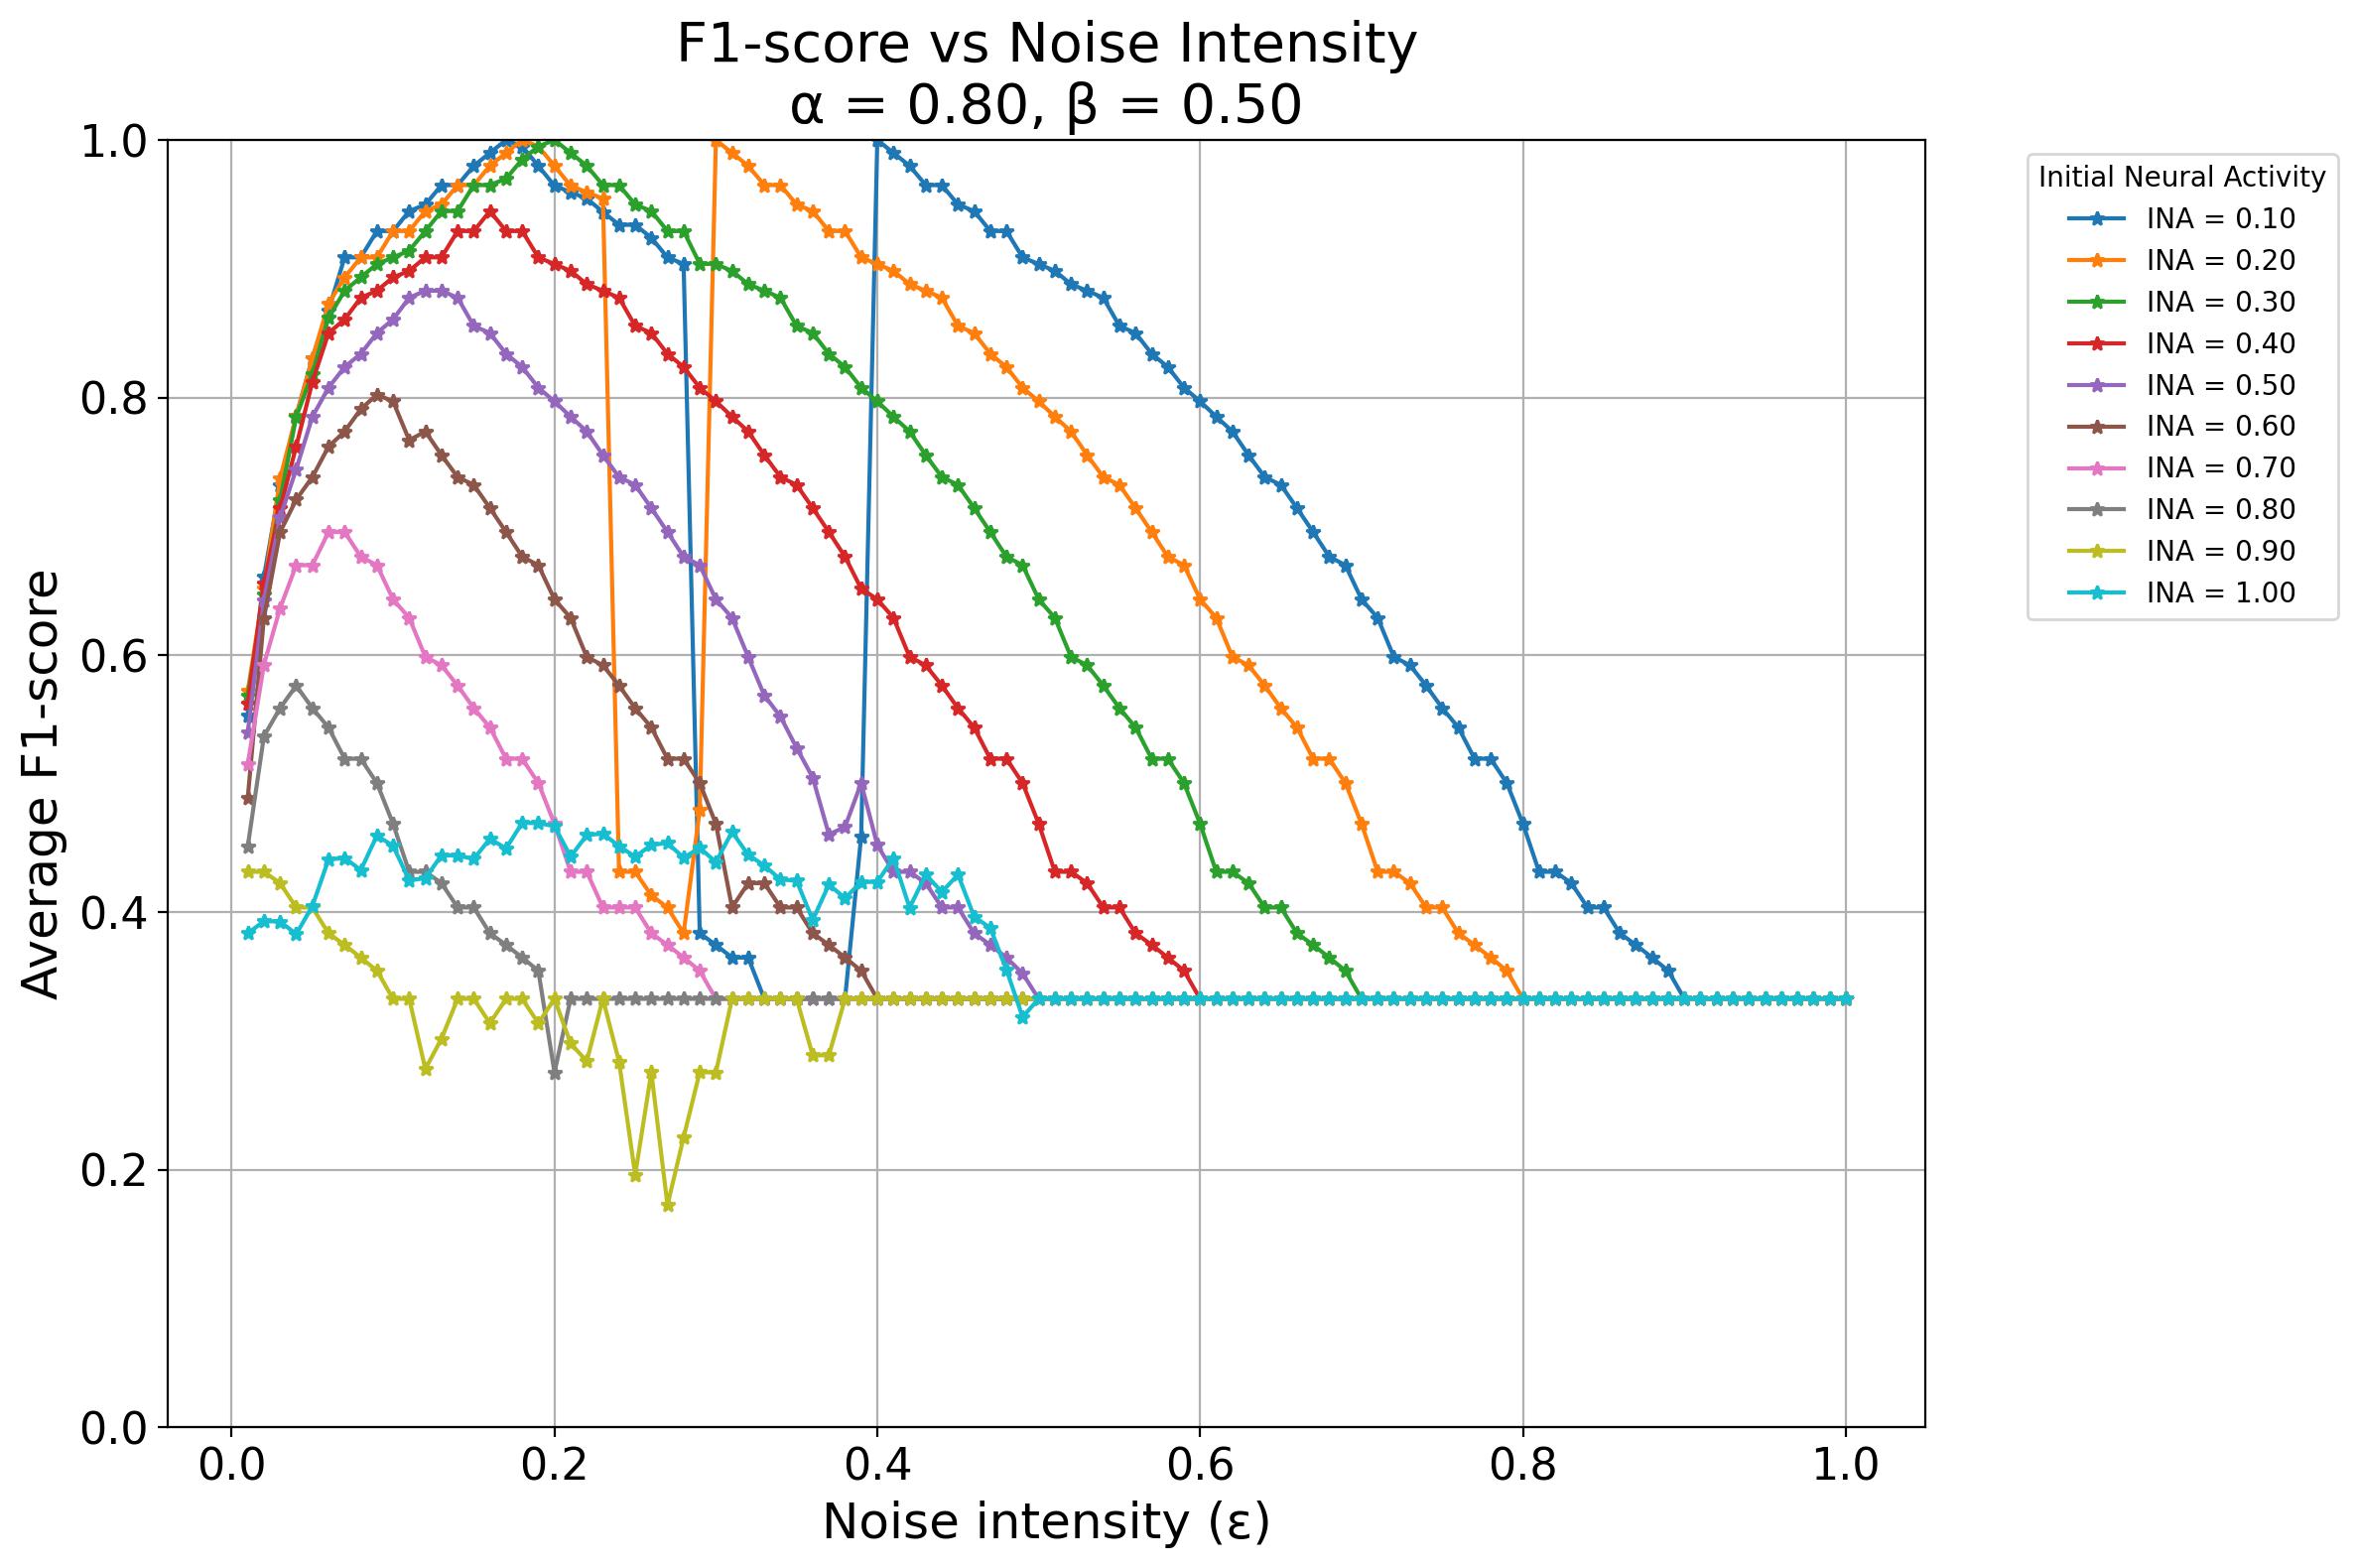 F1-score vs Noise Intensity
α = 0.80, β = 0.50
Average F1-score
1.0
0.8
0.6
0.4
0.2
0.0
0.0 0.2 0.4 0.6 0.8 1.0
Noise intensity (ε)
Initial Neural Activity
INA = 0.10
INA = 0.20
INA = 0.30
INA = 0.40
INA = 0.50
INA = 0.60
INA = 0.70
INA = 0.80
INA = 0.90
INA = 1.00